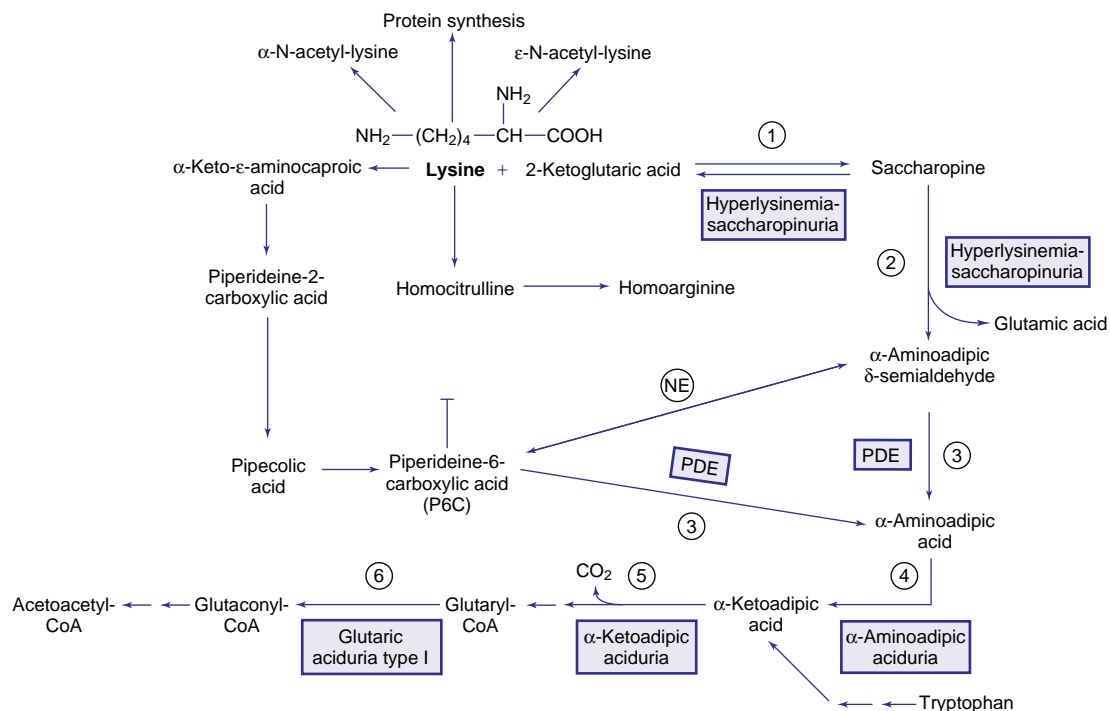 Protein synthesis
α-N-acetyl-lysine
ε-N-acetyl-lysine
NH₂
NH₂—(CH₂)₄—CH—COOH
α-Keto-ε-aminocaproic
acid
Lysine + 2-Ketoglutaric acid
1
Saccharopine
Hyperlysinemia-
saccharopinuria
2
Hyperlysinemia-
saccharopinuria
Piperideine-2-
carboxylic acid
Homocitrulline
Homoarginine
Glutamic acid
α-Aminoadipic
δ-semialdehyde
NE
Pipecolic
acid
Piperideine-6-
carboxylic acid
(P6C)
PDE
3
PDE
3
α-Aminoadipic
acid
4
CO₂
5
6
Acetoacetyl-
CoA
Glutaconyl-
CoA
Glutaryl-
CoA
α-Ketoadipic
acid
Glutaric
aciduria type I
α-Ketoadipic
aciduria
α-Aminoadipic
aciduria
Tryptophan